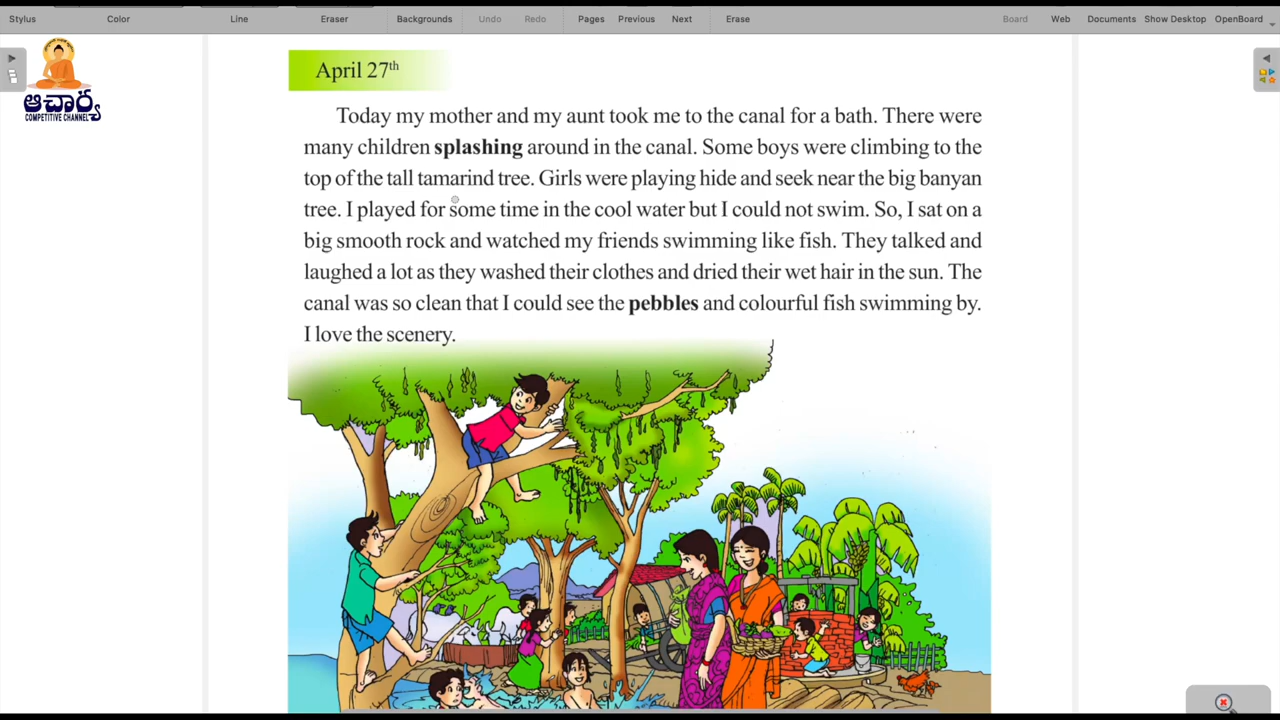 Stylus Color Line Eraser Backgrounds Undo Redo Pages Previous Next Erase Board Web Documents Show Desktop OpenBoard
ఆచార్య
COMPETITIVE CHANNEL
April 27th
Today my mother and my aunt took me to the canal for a bath. There were
many children splashing around in the canal. Some boys were climbing to the
top of the tall tamarind tree. Girls were playing hide and seek near the big banyan
tree. I played for some time in the cool water but I could not swim. So, I sat on a
big smooth rock and watched my friends swimming like fish. They talked and
laughed a lot as they washed their clothes and dried their wet hair in the sun. The
canal was so clean that I could see the pebbles and colourful fish swimming by.
I love the scenery.